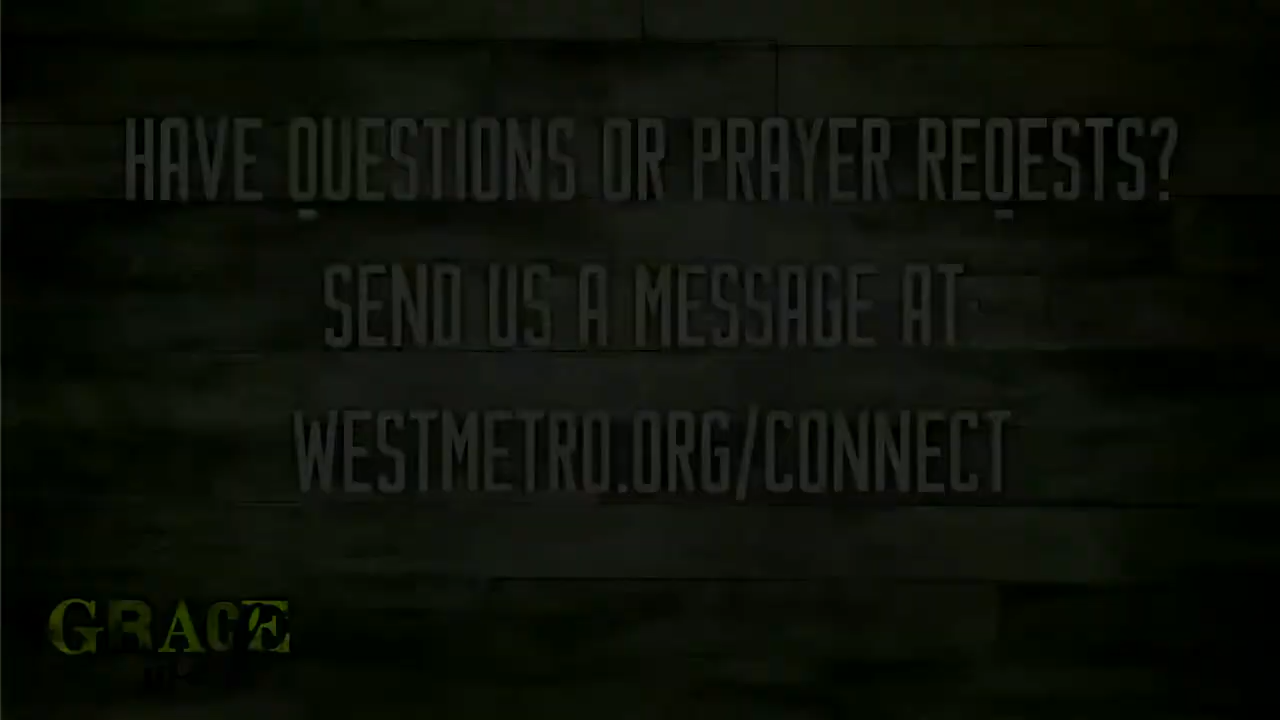 HAVE QUESTIONS OR PRAYER REQESTS?
SEND US A MESSAGE AT
WESTMETRO.ORG/CONNECT
GRACE